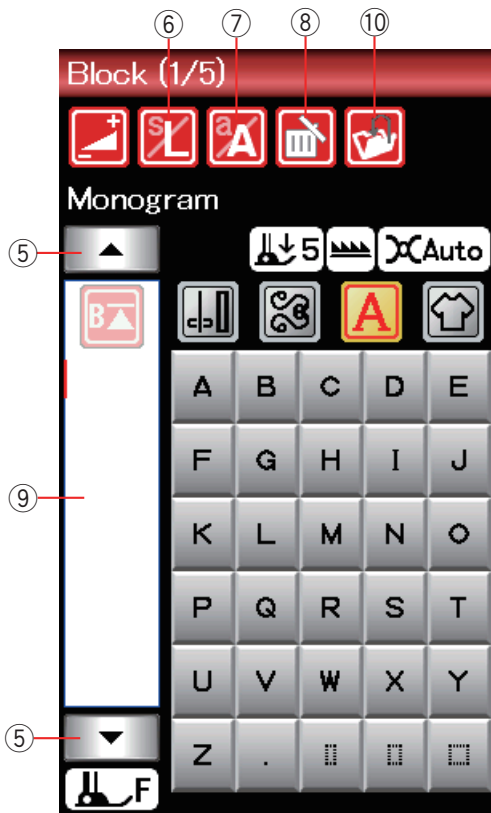 ⑥ ⑦ ⑧ ⑩
Block (1/5)
S/L a/A
Monogram
⑤ 5 Auto
B A
A B C D E
F G H I J
⑨
K L M N O
P Q R S T
U V W X Y
⑤ Z .
F